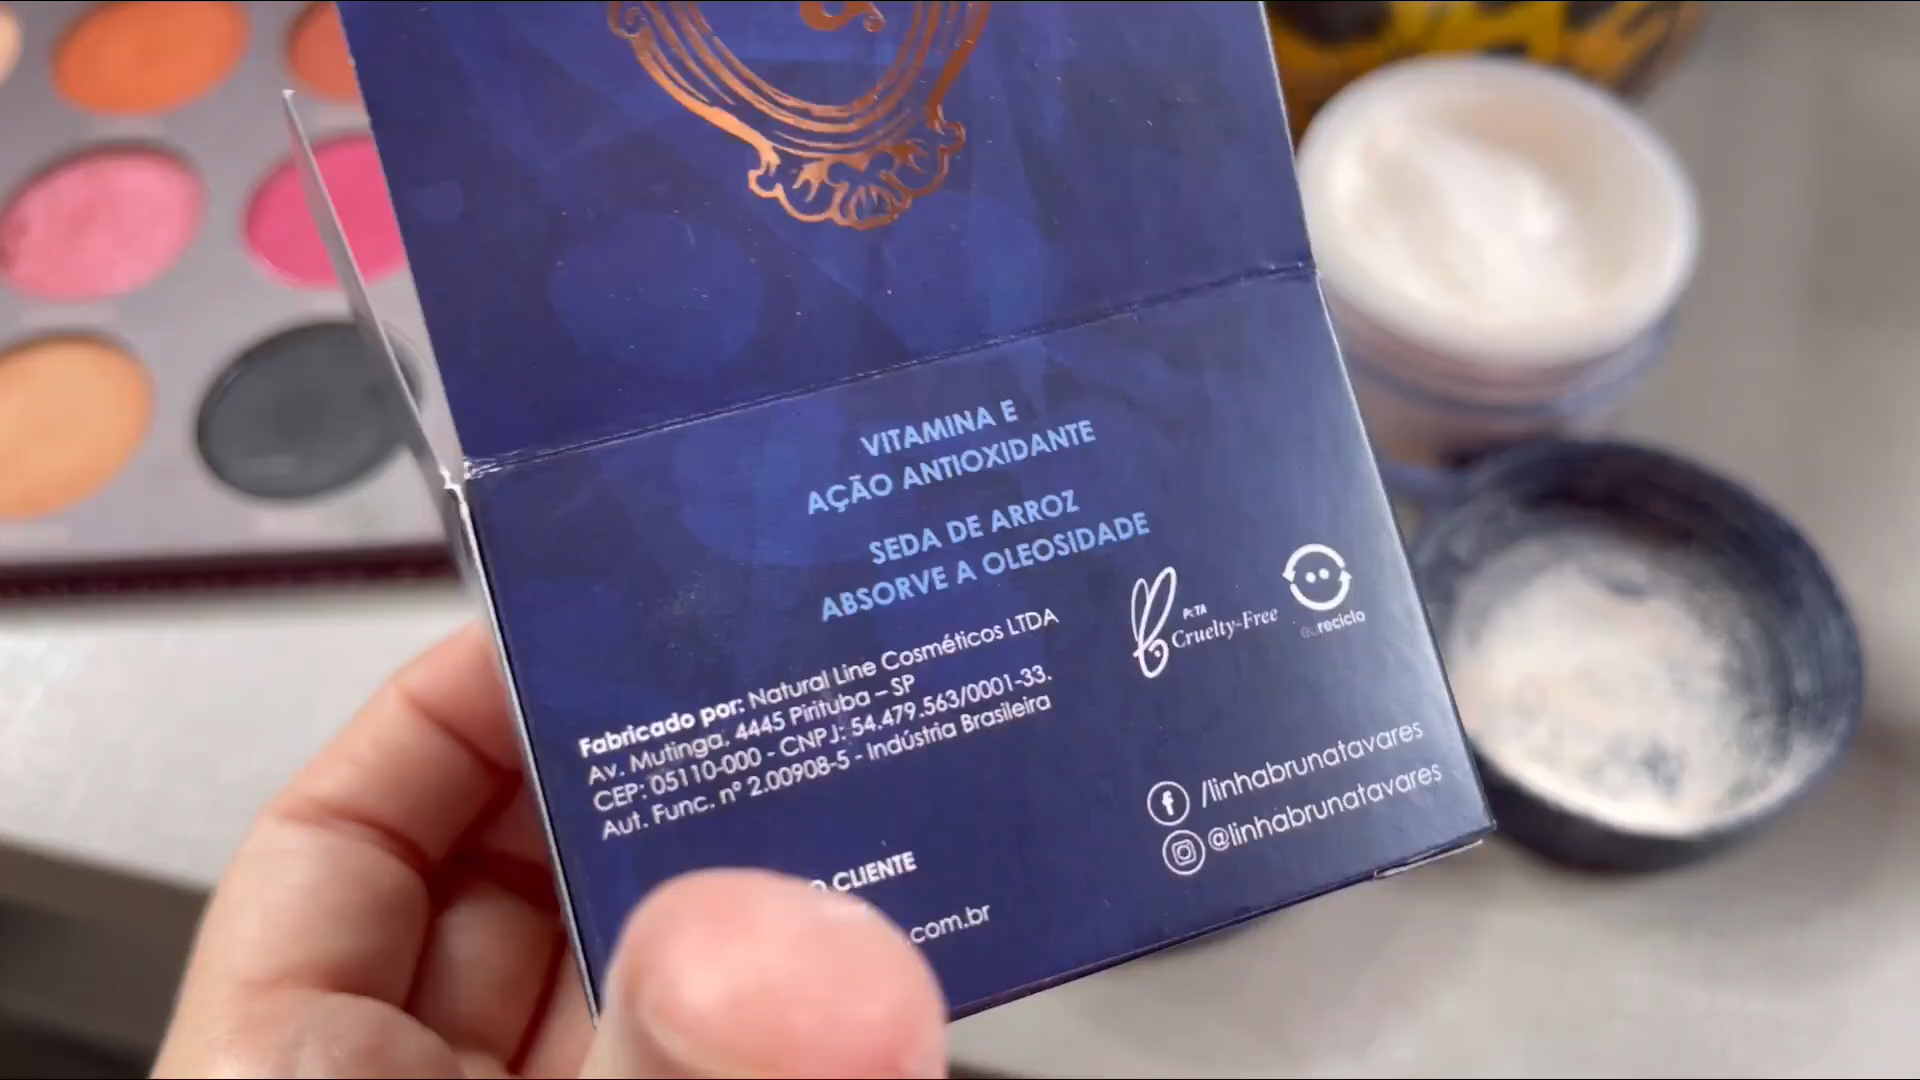 VITAMINA E
AÇÃO ANTIOXIDANTE
SEDA DE ARROZ
ABSORVE A OLEOSIDADE
PETA
Cruelty-Free
eureciclo
Fabricado por: Natural Line Cosméticos LTDA
Av. Mutinga, 4445 Pirituba – SP
CEP: 05110-000 - CNPJ: 54.479.563/0001-33.
Aut. Func. nº 2.00908-5 - Indústria Brasileira
/linhabrunatavares
@linhabrunatavares
CLIENTE
.com.br